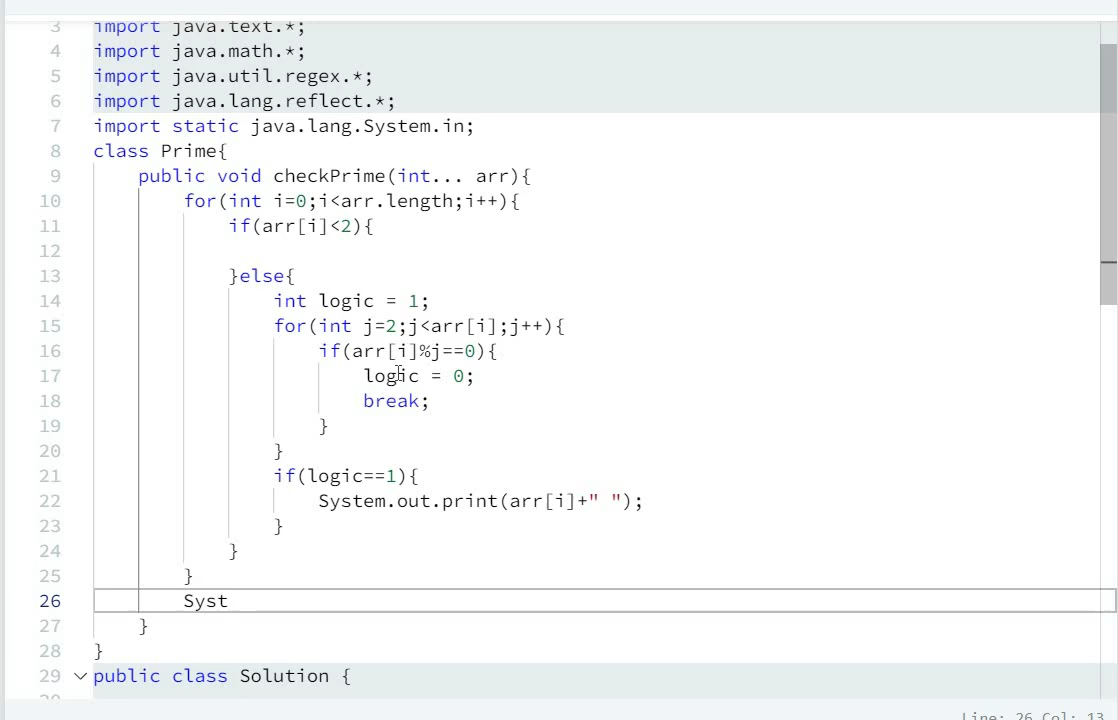 3 import java.text.*;
4 import java.math.*;
5 import java.util.regex.*;
6 import java.lang.reflect.*;
7 import static java.lang.System.in;
8 class Prime{
9 public void checkPrime(int... arr){
10 for(int i=0;i<arr.length;i++){
11 if(arr[i]<2){
12
13 }else{
14 int logic = 1;
15 for(int j=2;j<arr[i];j++){
16 if(arr[i]%j==0){
17 logic = 0;
18 break;
19 }
20 }
21 if(logic==1){
22 System.out.print(arr[i]+" ");
23 }
24 }
25 }
26 Syst
27 }
28 }
29 public class Solution {
Line: 26 Col: 13